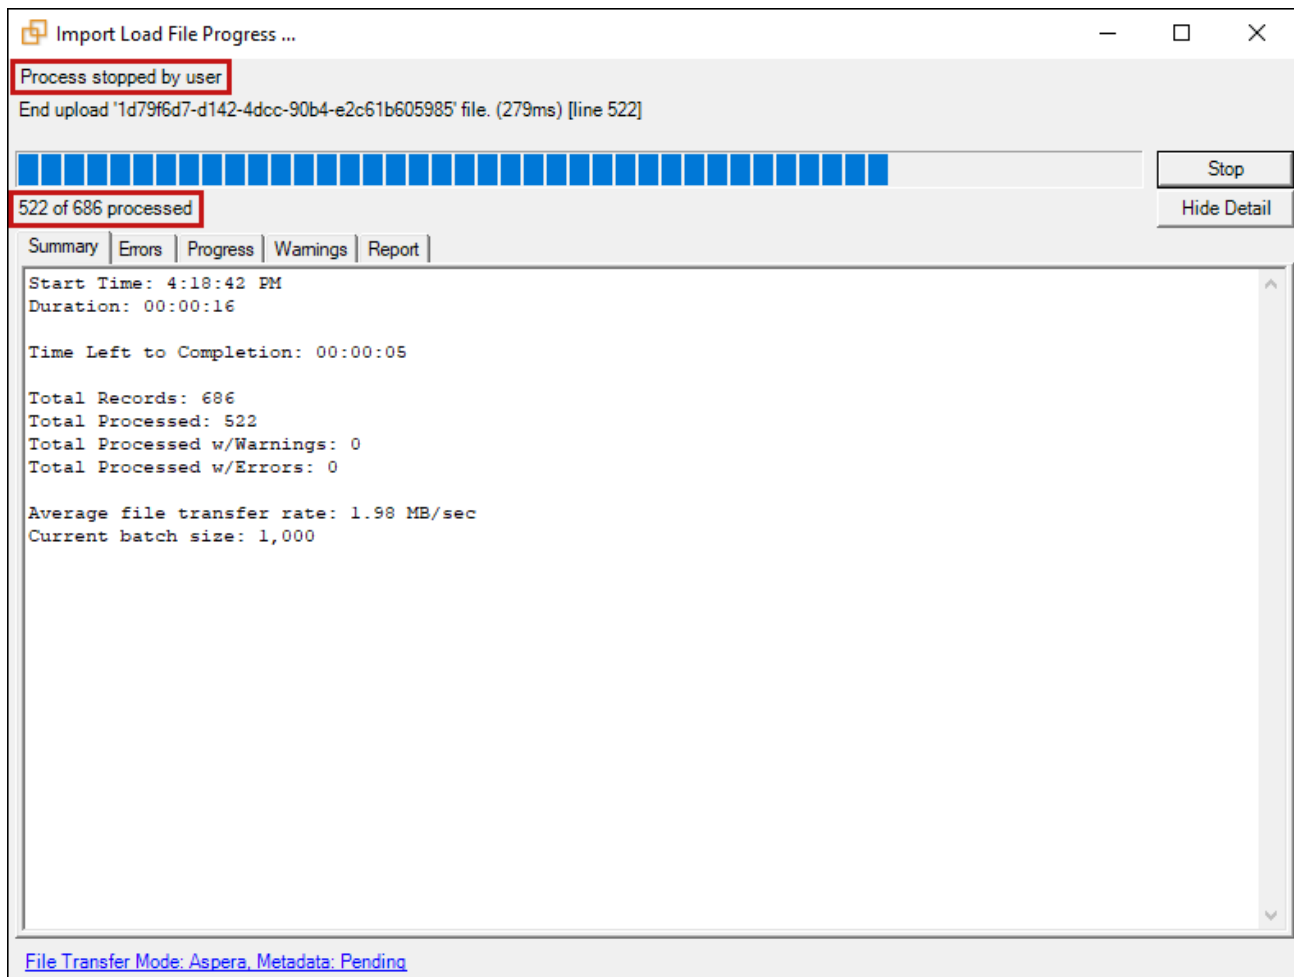 Import Load File Progress ...
Process stopped by user
End upload '1d79f6d7-d142-4dcc-90b4-e2c61b605985' file. (279ms) [line 522]
Stop
522 of 686 processed
Hide Detail
Summary Errors Progress Warnings Report
Start Time: 4:18:42 PM
Duration: 00:00:16
Time Left to Completion: 00:00:05
Total Records: 686
Total Processed: 522
Total Processed w/Warnings: 0
Total Processed w/Errors: 0
Average file transfer rate: 1.98 MB/sec
Current batch size: 1,000
File Transfer Mode: Aspera, Metadata: Pending